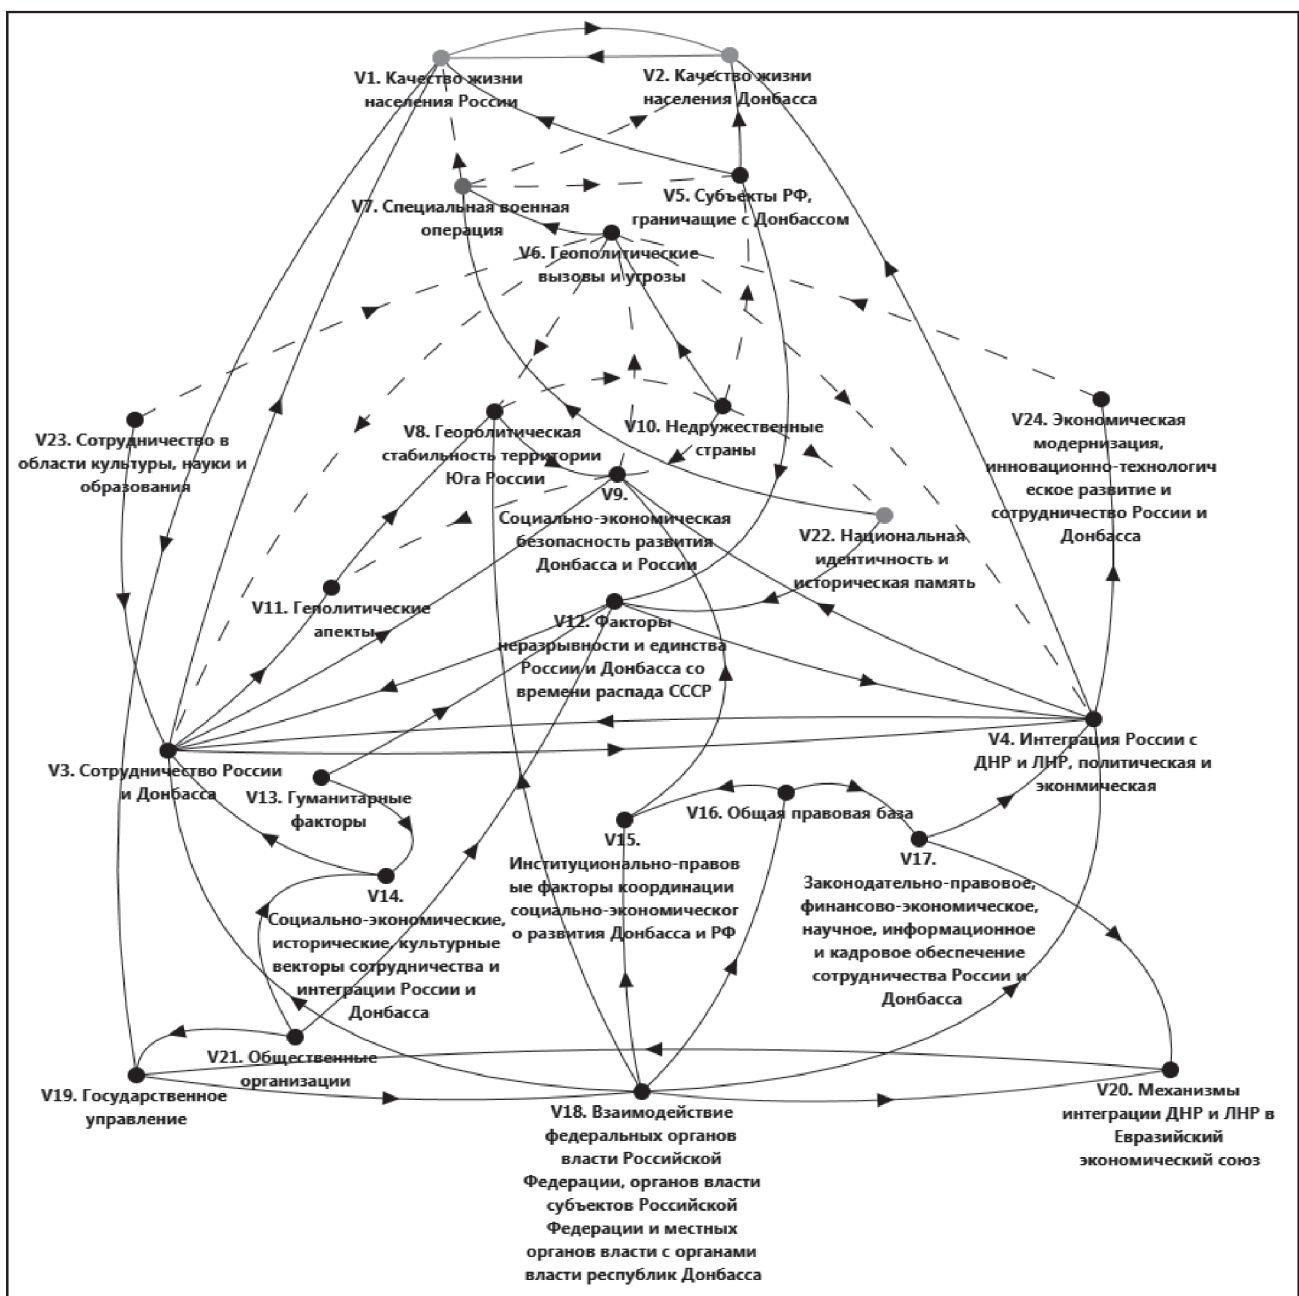 V1. Качество жизни
населения России
V2. Качество жизни
населения Донбасса
V7. Специальная военная
операция
V5. Субъекты РФ,
граничащие с Донбассом
V6. Геополитические
вызовы и угрозы
V23. Сотрудничество в
области культуры, науки и
образования
V8. Геополитическая
стабильность территории
Юга России
V10. Недружественные
страны
V24. Экономическая
модернизация,
инновационно-технологич
еское развитие и
сотрудничество России и
Донбасса
V9.
Социально-экономическая
безопасность развития
Донбасса и России
V22. Национальная
идентичность и
историческая память
V11. Геполитические
апекты
V12. Факторы
неразрывности и единства
России и Донбасса со
времени распада СССР
V3. Сотрудничество России
и Донбасса
V4. Интеграция России с
ДНР и ЛНР, политическая и
экономическая
V13. Гуманитарные
факторы
V16. Общая правовая база
V15.
Институционально-правов
ые факторы координации
социально-экономическог
о развития Донбасса и РФ
V17.
Законодательно-правовое,
финансово-экономическое,
научное, информационное
и кадровое обеспечение
сотрудничества России и
Донбасса
V14.
Социально-экономические,
исторические, культурные
векторы сотрудничества и
интеграции России и
Донбасса
V21. Общественные
организации
V19. Государственное
управление
V18. Взаимодействие
федеральных органов
власти Российской
Федерации, органов власти
субъектов Российской
Федерации и местных
органов власти с органами
власти республик Донбасса
V20. Механизмы
интеграции ДНР и ЛНР в
Евразийский
экономический союз